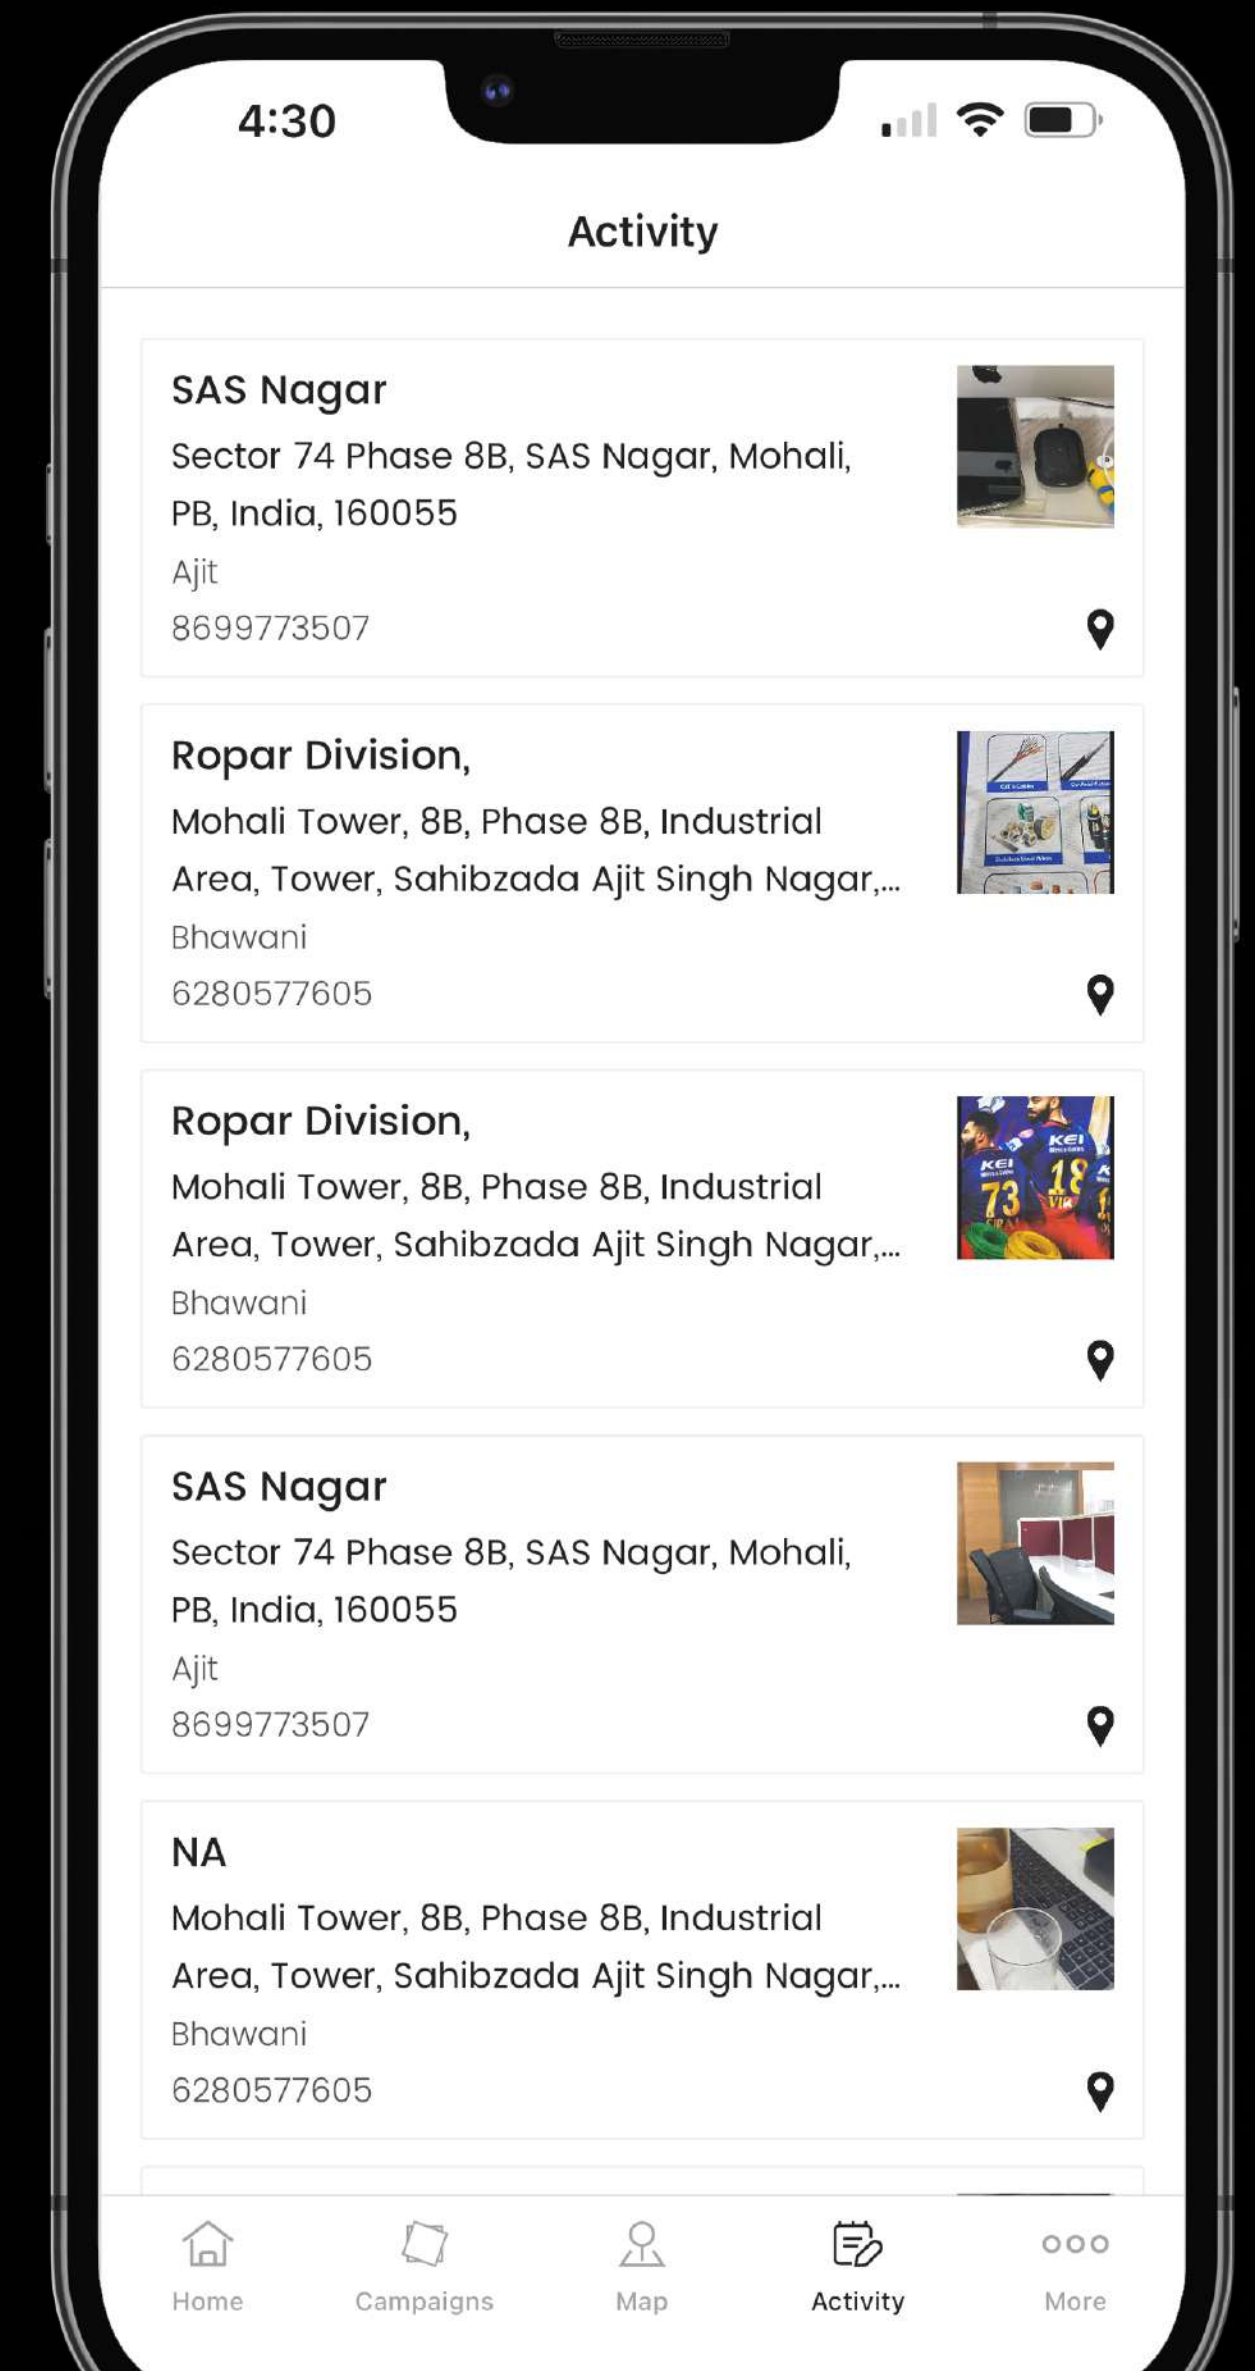 4:30
Activity
SAS Nagar
Sector 74 Phase 8B, SAS Nagar, Mohali,
PB, India, 160055
Ajit
8699773507
Ropar Division,
Mohali Tower, 8B, Phase 8B, Industrial
Area, Tower, Sahibzada Ajit Singh Nagar,...
Bhawani
6280577605
Ropar Division,
Mohali Tower, 8B, Phase 8B, Industrial
Area, Tower, Sahibzada Ajit Singh Nagar,...
Bhawani
6280577605
KEI
KEI
18
73
SAS Nagar
Sector 74 Phase 8B, SAS Nagar, Mohali,
PB, India, 160055
Ajit
8699773507
NA
Mohali Tower, 8B, Phase 8B, Industrial
Area, Tower, Sahibzada Ajit Singh Nagar,...
Bhawani
6280577605
Home
Campaigns
Map
Activity
More